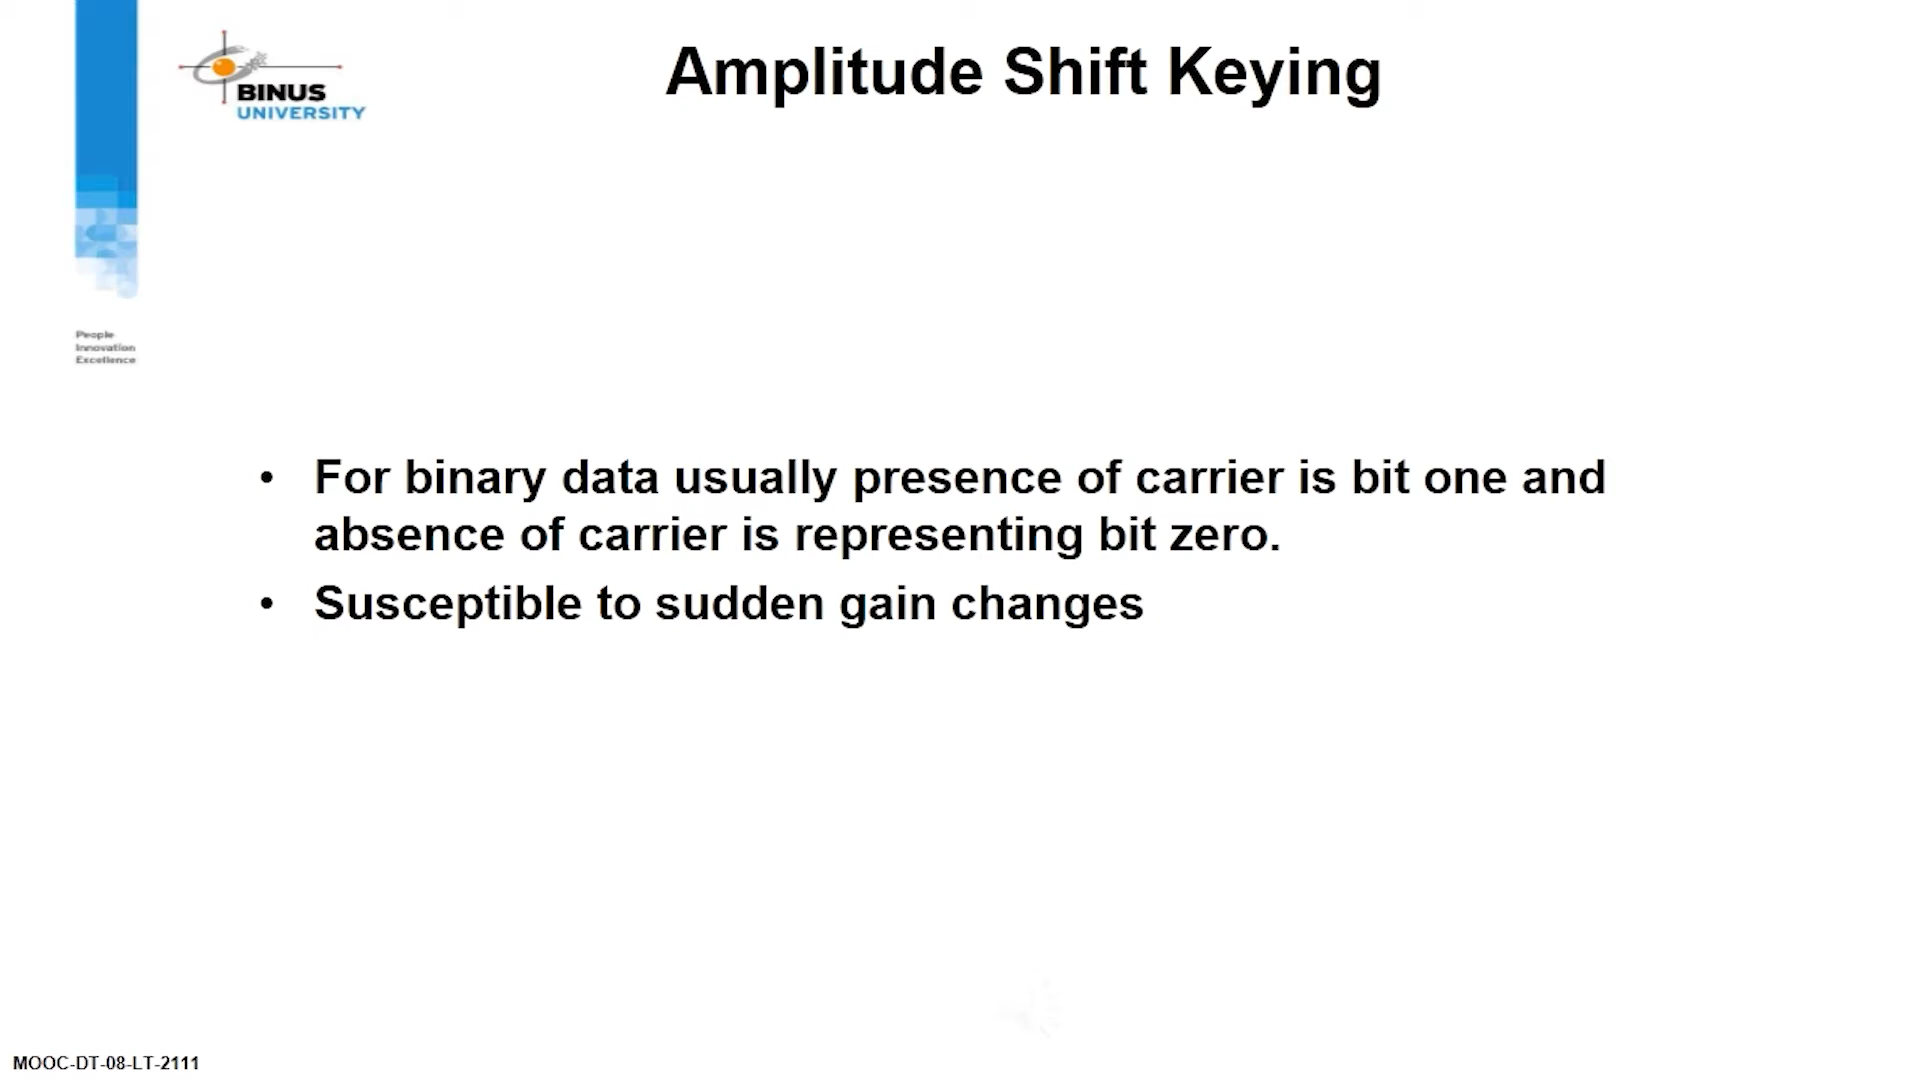 BINUS
UNIVERSITY
Amplitude Shift Keying
People
Innovation
Excellence
• For binary data usually presence of carrier is bit one and
absence of carrier is representing bit zero.
• Susceptible to sudden gain changes
MOOC-DT-08-LT-2111